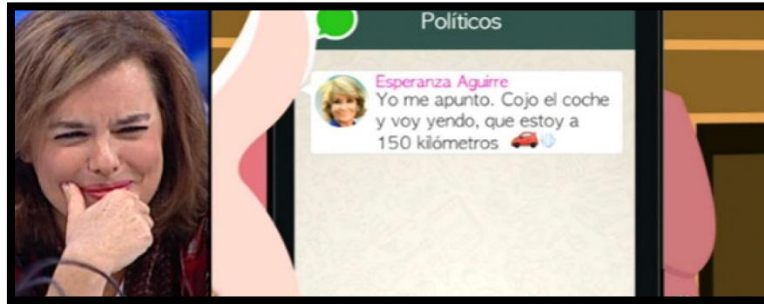 Políticos
Esperanza Aguirre
Yo me apunto. Cojo el coche
y voy yendo, que estoy a
150 kilómetros